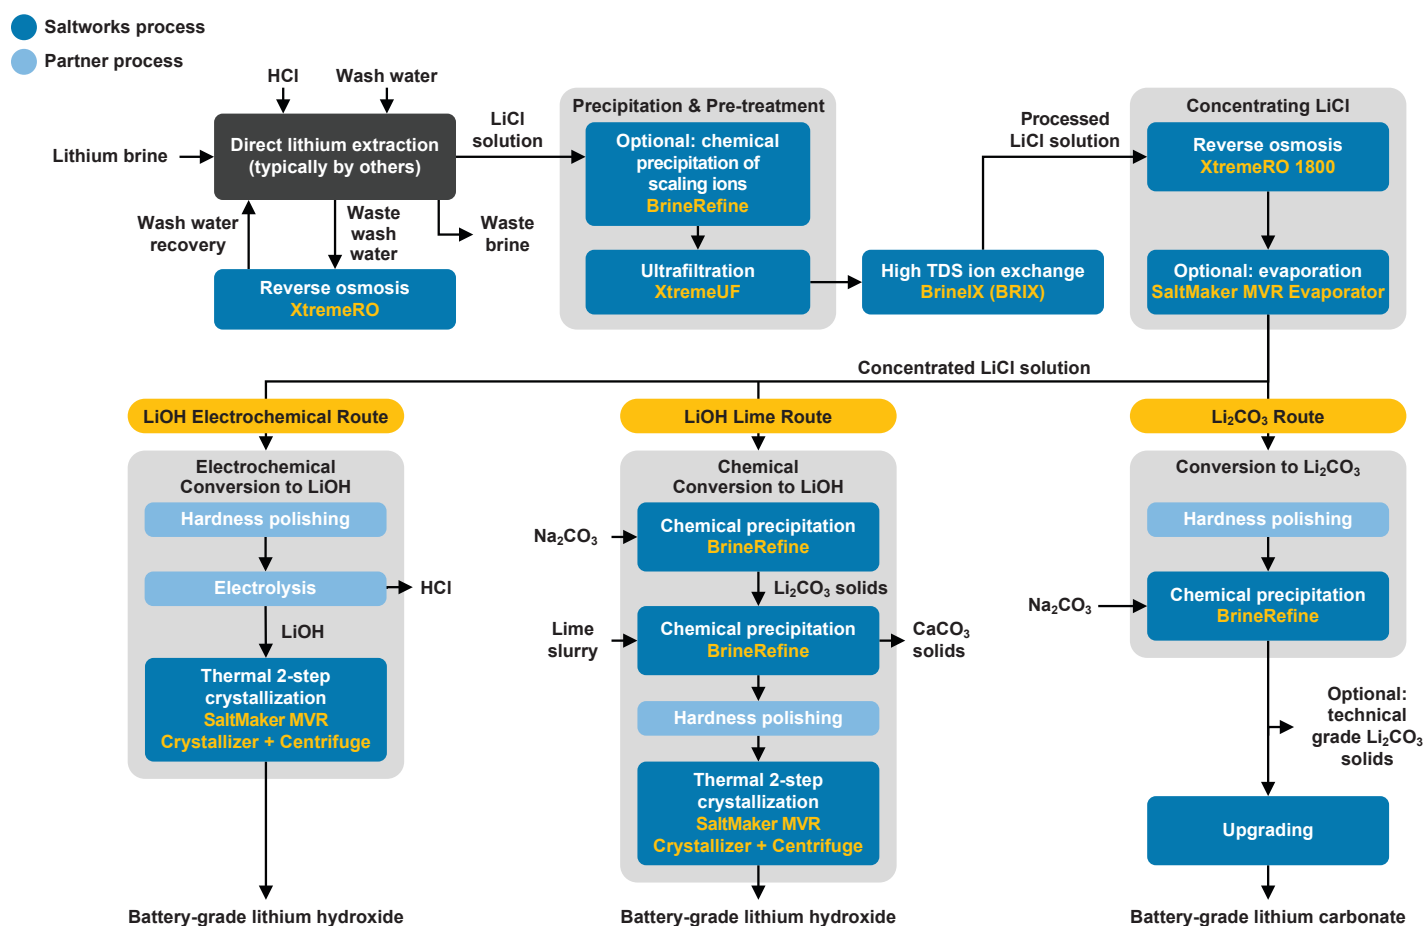 Saltworks process
Partner process
HCl
Wash water
Lithium brine
Direct lithium extraction
(typically by others)
LiCl
solution
Wash water
recovery
Waste
wash
water
Waste
brine
Reverse osmosis
XtremeRO
Precipitation & Pre-treatment
Optional: chemical
precipitation of
scaling ions
BrineRefine
Ultrafiltration
XtremeUF
High TDS ion exchange
BrineIX (BRIX)
Processed
LiCl solution
Concentrating LiCl
Reverse osmosis
XtremeRO 1800
Optional: evaporation
SaltMaker MVR Evaporator
Concentrated LiCl solution
LiOH Electrochemical Route
Electrochemical
Conversion to LiOH
Hardness polishing
Electrolysis
HCl
LiOH
Thermal 2-step
crystallization
SaltMaker MVR
Crystallizer + Centrifuge
Battery-grade lithium hydroxide
LiOH Lime Route
Chemical
Conversion to LiOH
Na₂CO₃
Chemical precipitation
BrineRefine
Li₂CO₃ solids
Lime
slurry
Chemical precipitation
BrineRefine
CaCO₃
solids
Hardness polishing
Thermal 2-step
crystallization
SaltMaker MVR
Crystallizer + Centrifuge
Battery-grade lithium hydroxide
Li₂CO₃ Route
Conversion to Li₂CO₃
Hardness polishing
Na₂CO₃
Chemical precipitation
BrineRefine
Optional:
technical
grade Li₂CO₃
solids
Upgrading
Battery-grade lithium carbonate